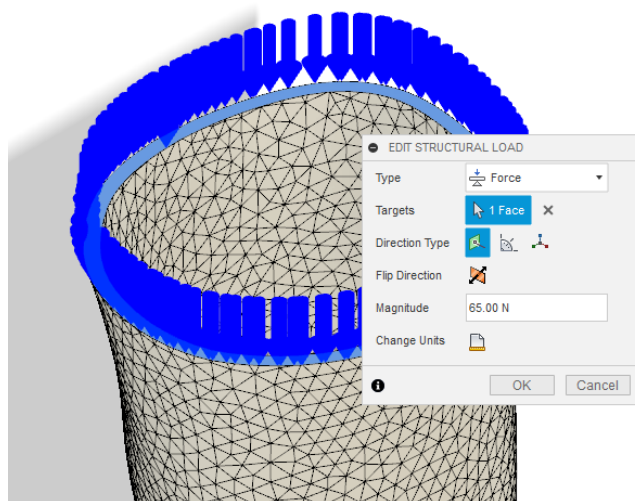 EDIT STRUCTURAL LOAD
Type Force
Targets 1 Face
Direction Type
Flip Direction
Magnitude 65.00 N
Change Units
OK Cancel